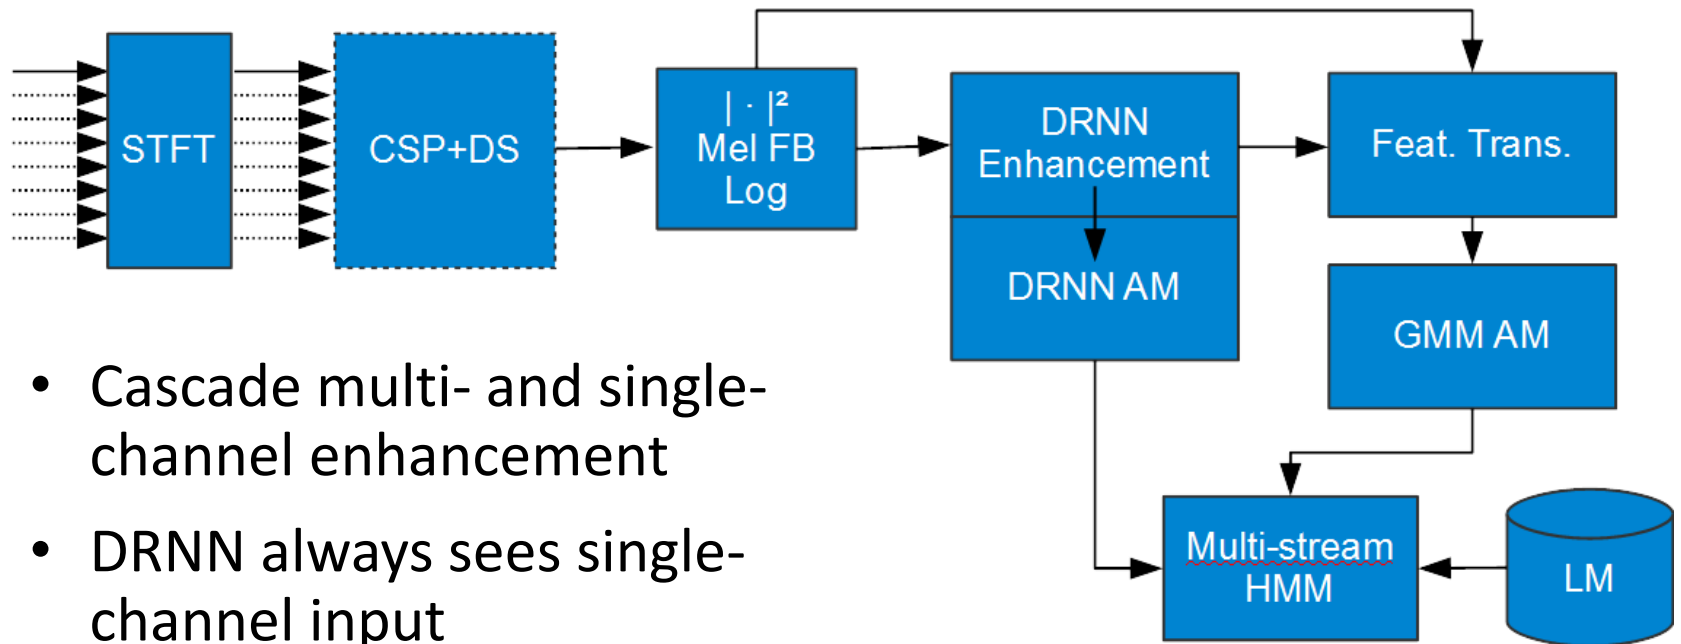 STFT
CSP+DS
| · |²
Mel FB
Log
DRNN
Enhancement
DRNN AM
Feat. Trans.
GMM AM
Multi-stream
HMM
LM
• Cascade multi- and single-
channel enhancement
• DRNN always sees single-
channel input